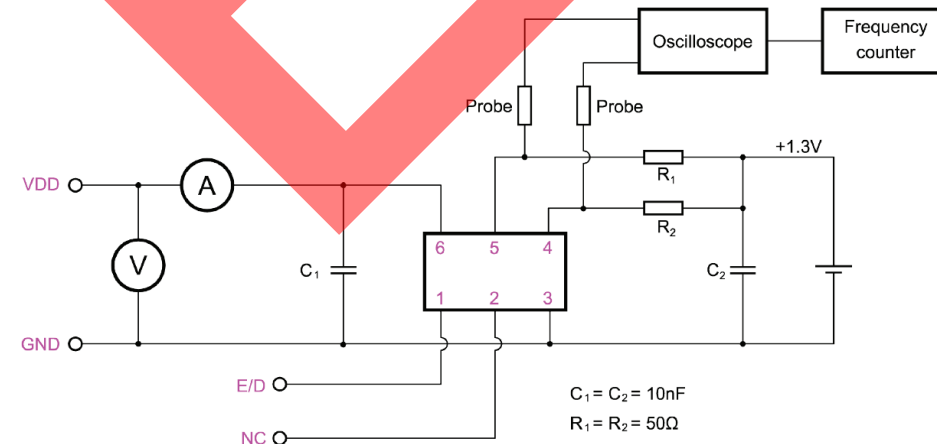 Oscilloscope
Frequency
counter
Probe
Probe
+1.3V
R1
VDD
A
R2
6 5 4
V
C1
C2
1 2 3
GND
E/D
C1 = C2 = 10nF
R1 = R2 = 50Ω
NC